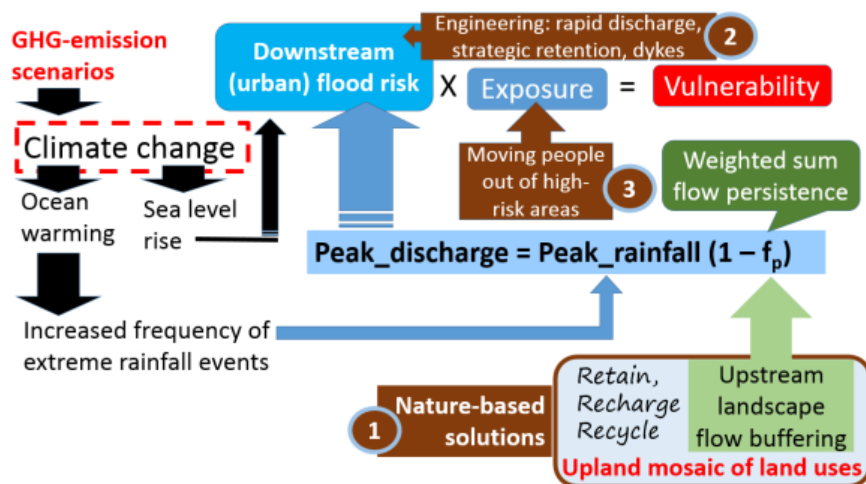 GHG-emission
scenarios
Climate change
Ocean
warming
Sea level
rise
Increased frequency of
extreme rainfall events
Downstream
(urban) flood risk
Engineering: rapid discharge,
strategic retention, dykes
2
X
Exposure
=
Vulnerability
Moving people
out of high-
risk areas
3
Weighted sum
flow persistence
Peak_discharge = Peak_rainfall (1 – fp)
1
Nature-based
solutions
Retain,
Recharge
Recycle
Upstream
landscape
flow buffering
Upland mosaic of land uses